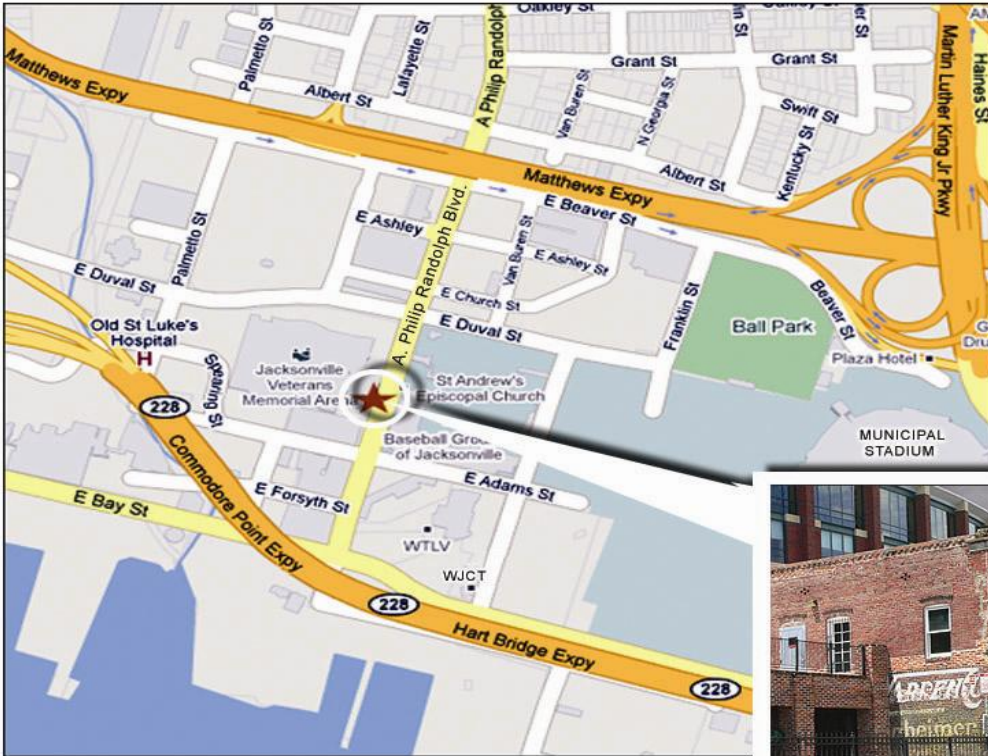 Oakley St
Matthews Expy
Palmetto St
Lafayette St
Albert St
A Philip Randolph
Grant St
Grant St
Van Buren St
N Georgia St
Swift St
Kentucky St
Albert St
Martin Luther King Jr Pkwy
Haines St
Matthews Expy
E Beaver St
E Ashley
A. Philip Randolph Blvd.
Van Buren St
E Ashley St
Palmetto St
E Duval St
E Church St
E Duval St
Franklin St
Ball Park
Beaver St
Plaza Hotel
Old St Luke's
Hospital
H
Jacksonville
Veterans
Memorial Arena
St Andrew's
Episcopal Church
Spearing St
228
Baseball Gro
of Jacksonville
MUNICIPAL
STADIUM
Commodore Point Expy
E Forsyth St
E Adams St
E Bay St
WTLV
WJCT
228
Hart Bridge Expy
228
heimer